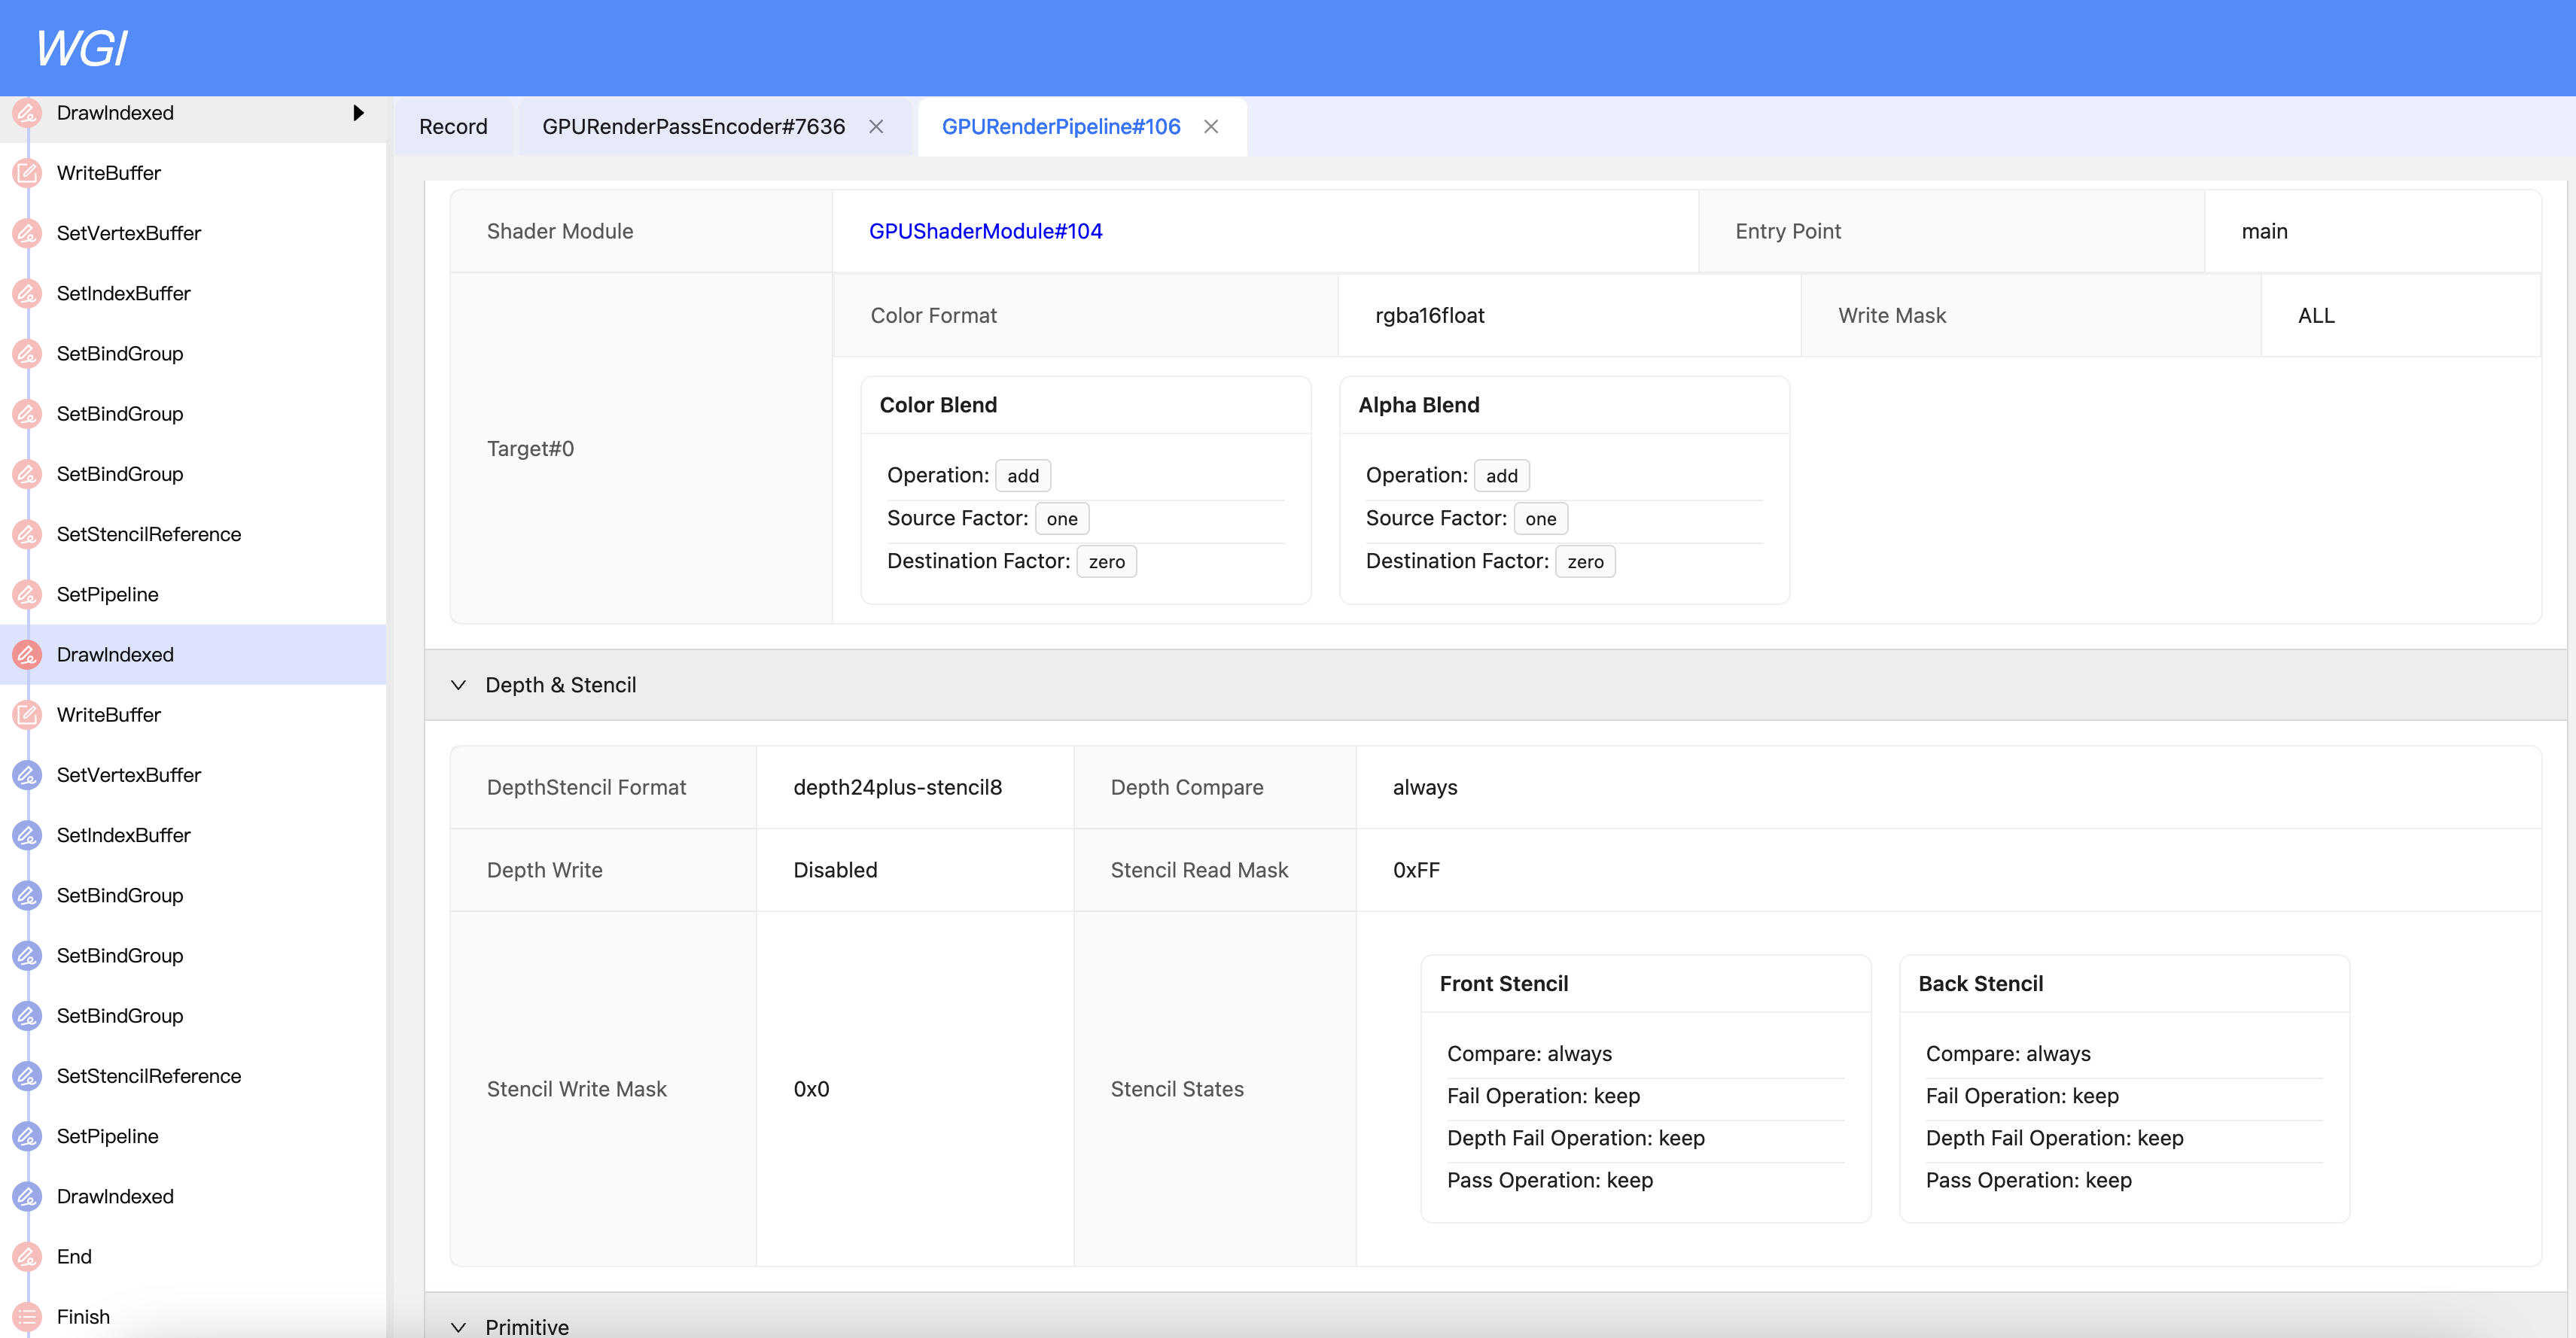 WGI
DrawIndexed
WriteBuffer
SetVertexBuffer
SetIndexBuffer
SetBindGroup
SetBindGroup
SetBindGroup
SetStencilReference
SetPipeline
DrawIndexed
WriteBuffer
SetVertexBuffer
SetIndexBuffer
SetBindGroup
SetBindGroup
SetBindGroup
SetStencilReference
SetPipeline
DrawIndexed
End
Finish
Record GPURenderPassEncoder#7636 GPURenderPipeline#106
Shader Module GPUShaderModule#104 Entry Point main
Target#0
Color Format rgba16float Write Mask ALL
Color Blend
Operation: add
Source Factor: one
Destination Factor: zero
Alpha Blend
Operation: add
Source Factor: one
Destination Factor: zero
Depth & Stencil
DepthStencil Format depth24plus-stencil8 Depth Compare always
Depth Write Disabled Stencil Read Mask 0xFF
Stencil Write Mask 0x0 Stencil States
Front Stencil
Compare: always
Fail Operation: keep
Depth Fail Operation: keep
Pass Operation: keep
Back Stencil
Compare: always
Fail Operation: keep
Depth Fail Operation: keep
Pass Operation: keep
Primitive